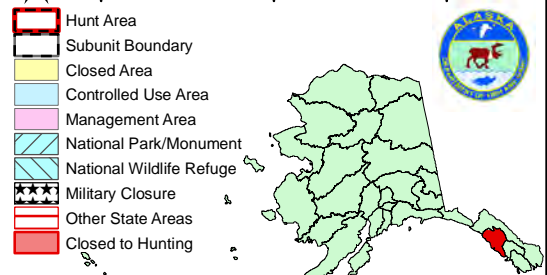 Hunt Area
Subunit Boundary
Closed Area
Controlled Use Area
Management Area
National Park/Monument
National Wildlife Refuge
Military Closure
Other State Areas
Closed to Hunting
ALASKA